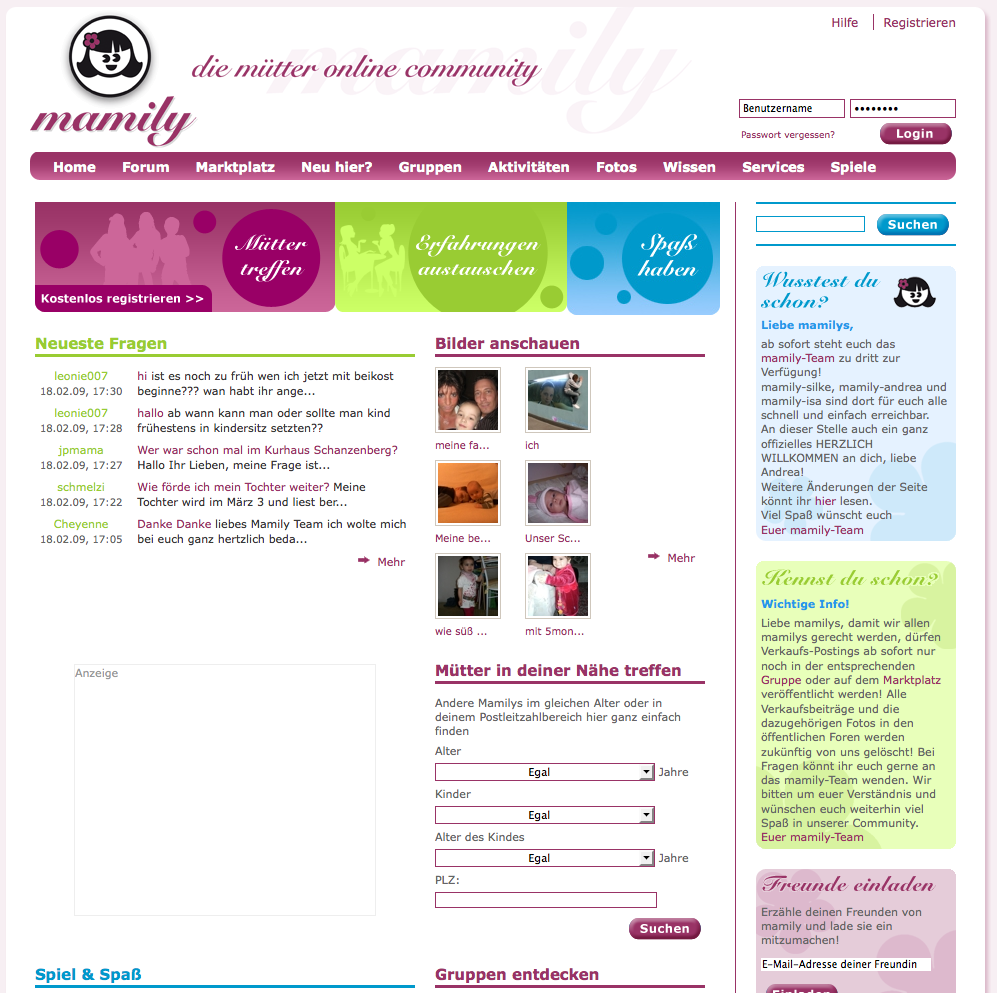 Hilfe
Registrieren
mamily
die mütter online community
mamily
Benutzername
••••••••
Passwort vergessen?
Login
Home
Forum
Marktplatz
Neu hier?
Gruppen
Aktivitäten
Fotos
Wissen
Services
Spiele
Mütter
treffen
Kostenlos registrieren >>
Erfahrungen
austauschen
Spaß
haben
Suchen
Neueste Fragen
leonie007
18.02.09, 17:30
hi ist es noch zu früh wen ich jetzt mit beikost
beginne??? wan habt ihr ange...
leonie007
18.02.09, 17:28
hallo ab wann kann man oder sollte man kind
frühestens in kindersitz setzten??
jpmama
18.02.09, 17:27
Wer war schon mal im Kurhaus Schanzenberg?
Hallo Ihr Lieben, meine Frage ist...
schmelzi
18.02.09, 17:22
Wie förde ich mein Tochter weiter? Meine
Tochter wird im März 3 und liest ber...
Cheyenne
18.02.09, 17:05
Danke Danke liebes Mamily Team ich wolte mich
bei euch ganz hertzlich beda...
Mehr
Bilder anschauen
meine fa...
ich
Meine be...
Unser Sc...
wie süß ...
mit 5mon...
Mehr
Anzeige
Mütter in deiner Nähe treffen
Andere Mamilys im gleichen Alter oder in
deinem Postleitzahlbereich hier ganz einfach
finden
Alter
Egal
Jahre
Kinder
Egal
Alter des Kindes
Egal
Jahre
PLZ:
Suchen
Spiel & Spaß
Gruppen entdecken
Wusstest du
schon?
Liebe mamilys,
ab sofort steht euch das
mamily-Team zu dritt zur
Verfügung!
mamily-silke, mamily-andrea und
mamily-isa sind dort für euch alle
schnell und einfach erreichbar.
An dieser Stelle auch ein ganz
offizielles HERZLICH
WILLKOMMEN an dich, liebe
Andrea!
Weitere Änderungen der Seite
könnt ihr hier lesen.
Viel Spaß wünscht euch
Euer mamily-Team
Kennst du schon?
Wichtige Info!
Liebe mamilys, damit wir allen
mamilys gerecht werden, dürfen
Verkaufs-Postings ab sofort nur
noch in der entsprechenden
Gruppe oder auf dem Marktplatz
veröffentlicht werden! Alle
Verkaufsbeiträge und die
dazugehörigen Fotos in den
öffentlichen Foren werden
zukünftig von uns gelöscht! Bei
Fragen könnt ihr euch gerne an
das mamily-Team wenden. Wir
bitten um euer Verständnis und
wünschen euch weiterhin viel
Spaß in unserer Community.
Euer mamily-Team
Freunde einladen
Erzähle deinen Freunden von
mamily und lade sie ein
mitzumachen!
E-Mail-Adresse deiner Freundin
Einladen